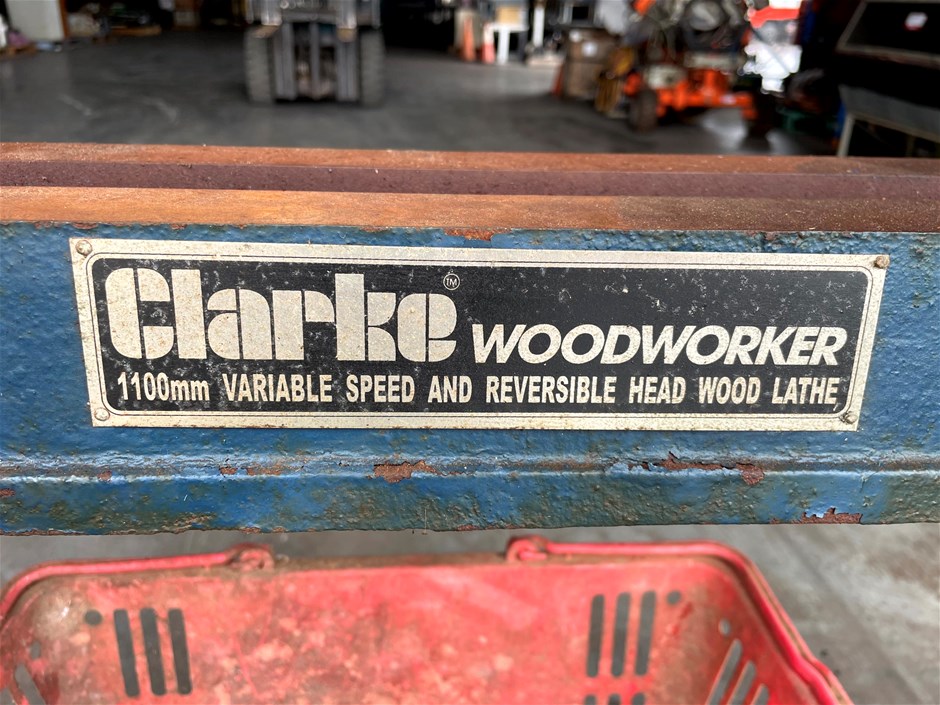 Clarke™ WOODWORKER
1100mm VARIABLE SPEED AND REVERSIBLE HEAD WOOD LATHE